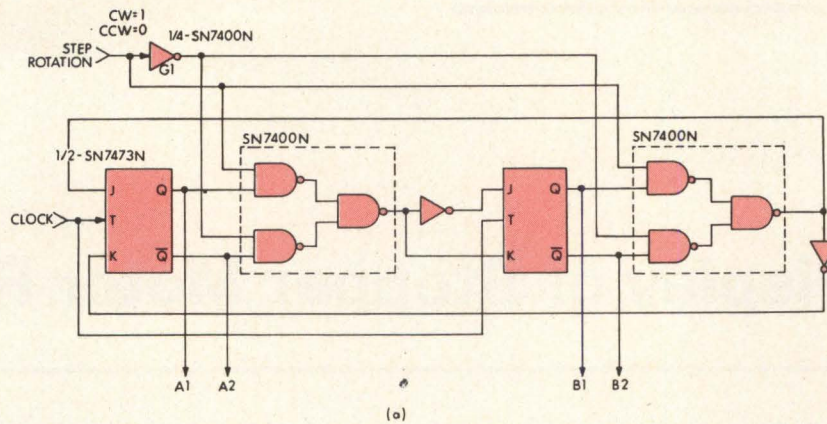 CW=1
CCW=0
1/4-SN7400N
STEP
ROTATION
G1
SN7400N
SN7400N
1/2-SN7473N
J Q
J Q
CLOCK
T
T
K Q̅
K Q̅
A1 A2 B1 B2
(a)